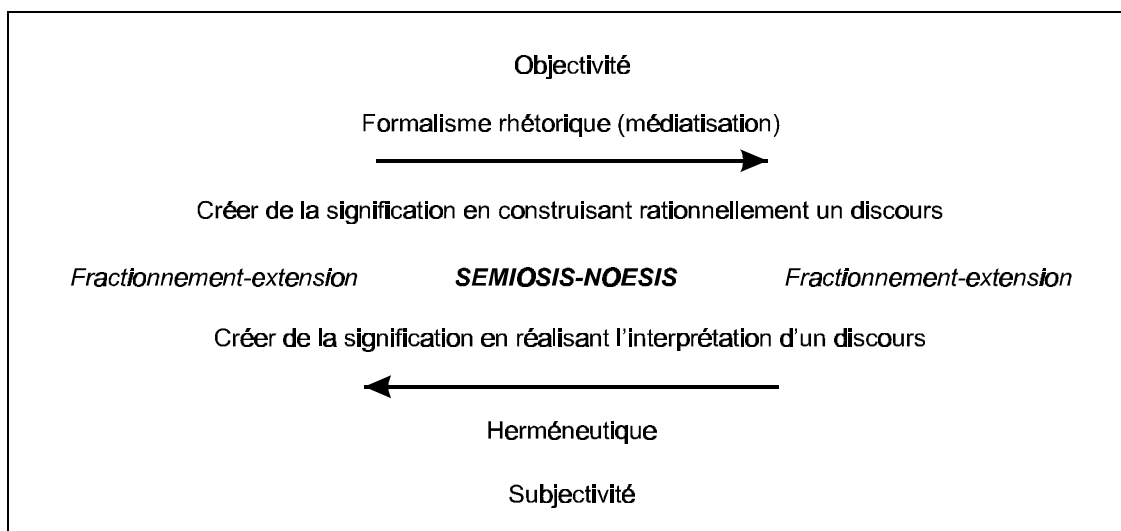 Objectivité
Formalisme rhétorique (médiatisation)
Créer de la signification en construisant rationnellement un discours
Fractionnement-extension SEMIOSIS-NOESIS Fractionnement-extension
Créer de la signification en réalisant l'interprétation d'un discours
Herméneutique
Subjectivité